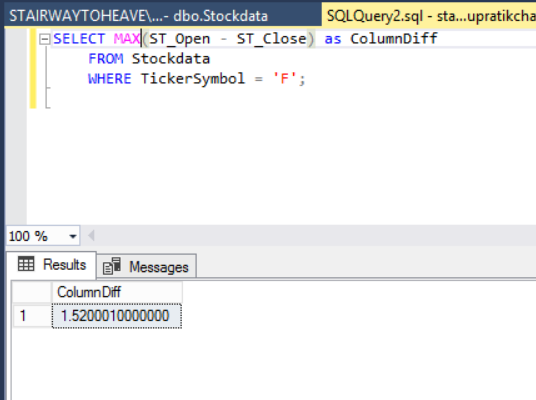 STAIRWAYTOHEAVE\...- dbo.Stockdata
SQLQuery2.sql - sta...upratikcha
SELECT MAX(ST_Open - ST_Close) as ColumnDiff
FROM Stockdata
WHERE TickerSymbol = 'F';
100 %
Results
Messages
ColumnDiff
1 1.5200010000000